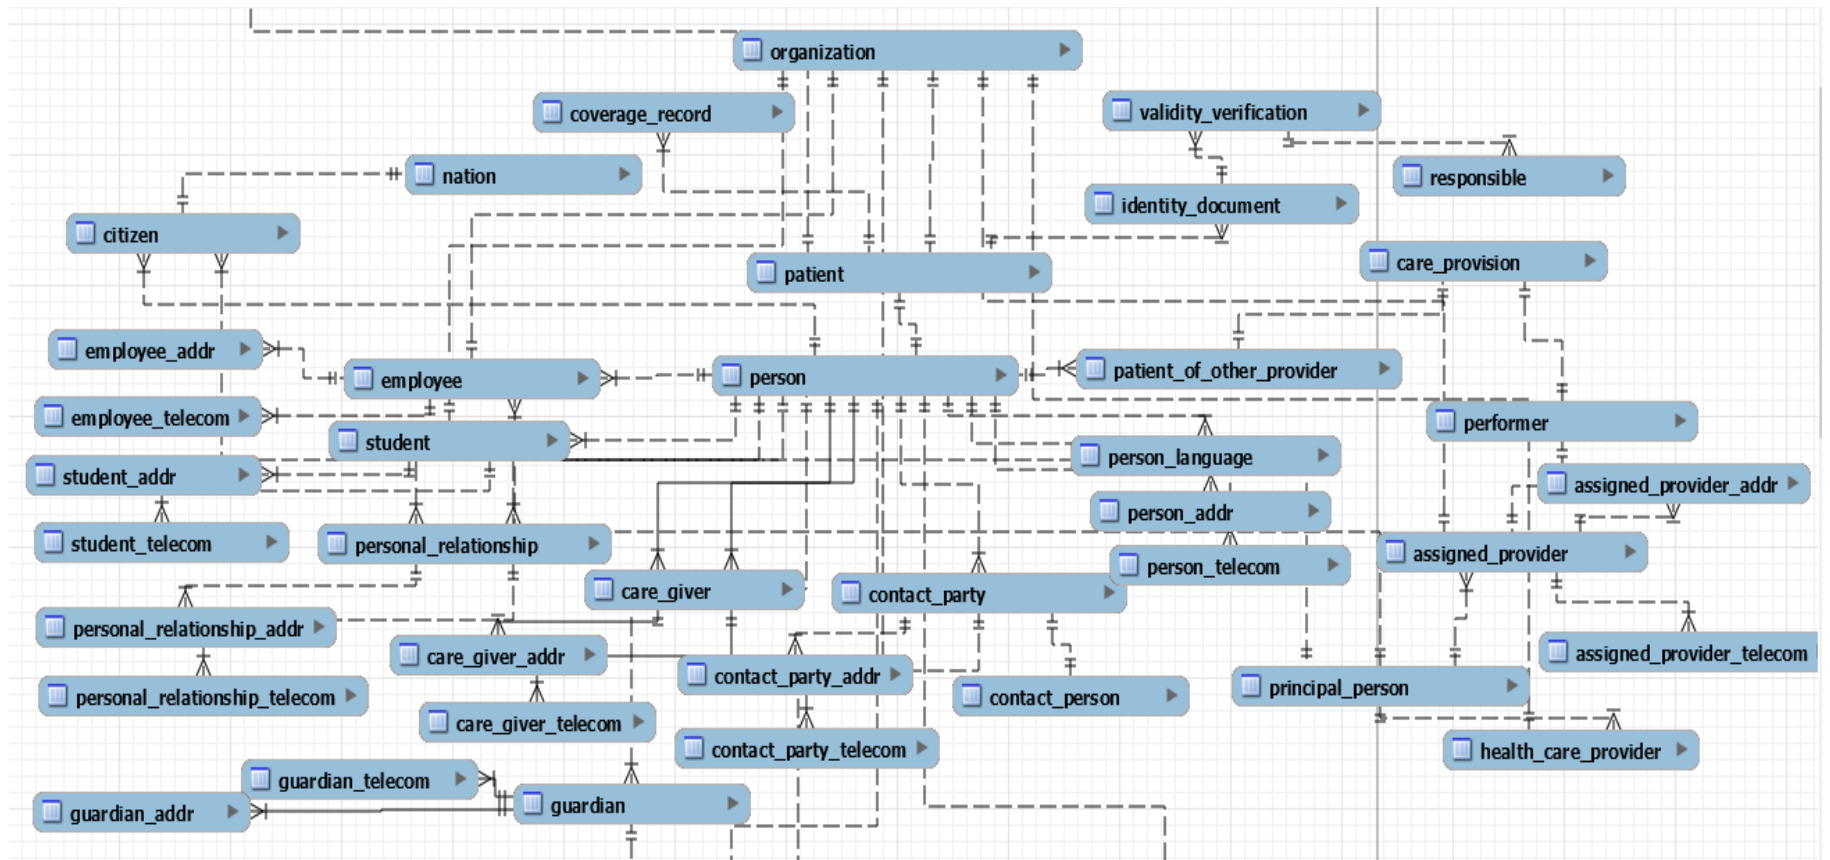 organization
coverage_record
validity_verification
nation
responsible
identity_document
citizen
care_provision
patient
employee_addr
employee
person
patient_of_other_provider
employee_telecom
performer
student
person_language
student_addr
assigned_provider_addr
person_addr
student_telecom
personal_relationship
assigned_provider
person_telecom
care_giver
contact_party
personal_relationship_addr
care_giver_addr
assigned_provider_telecom
contact_party_addr
principal_person
personal_relationship_telecom
contact_person
care_giver_telecom
contact_party_telecom
health_care_provider
guardian_telecom
guardian
guardian_addr